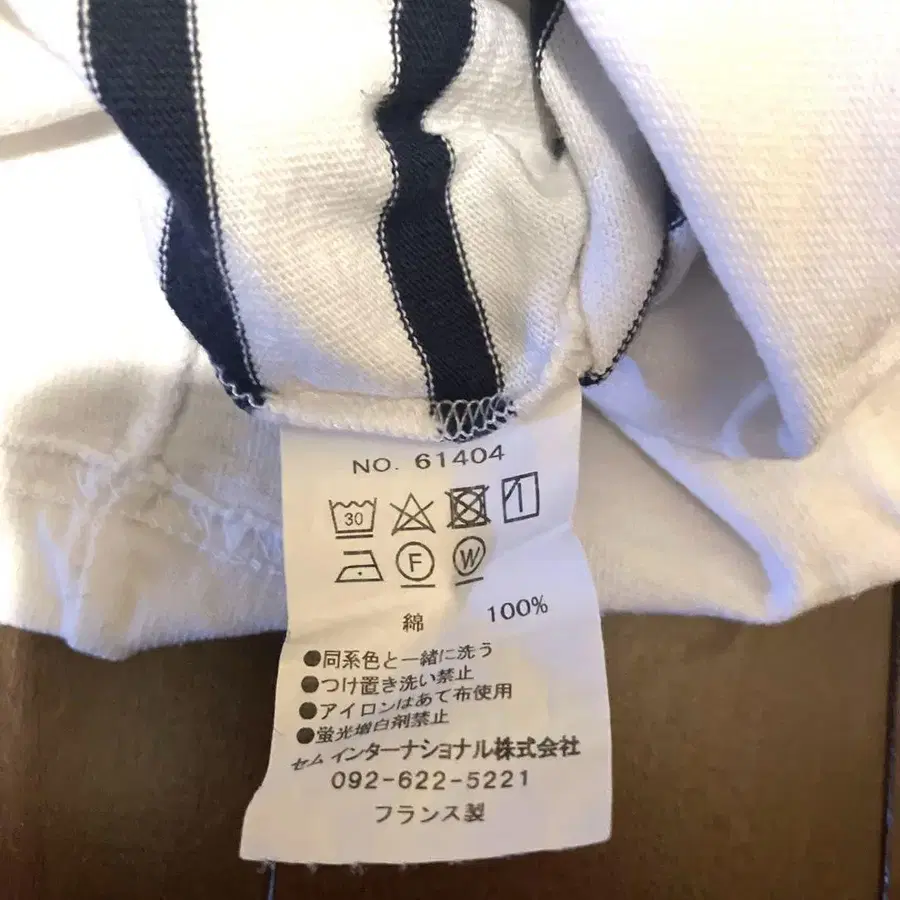 NO. 61404
30
F W
綿 100%
●同系色と一緒に洗う
●つけ置き洗い禁止
●アイロンはあて布使用
●蛍光増白剤禁止
セムインターナショナル株式会社
092-622-5221
フランス製